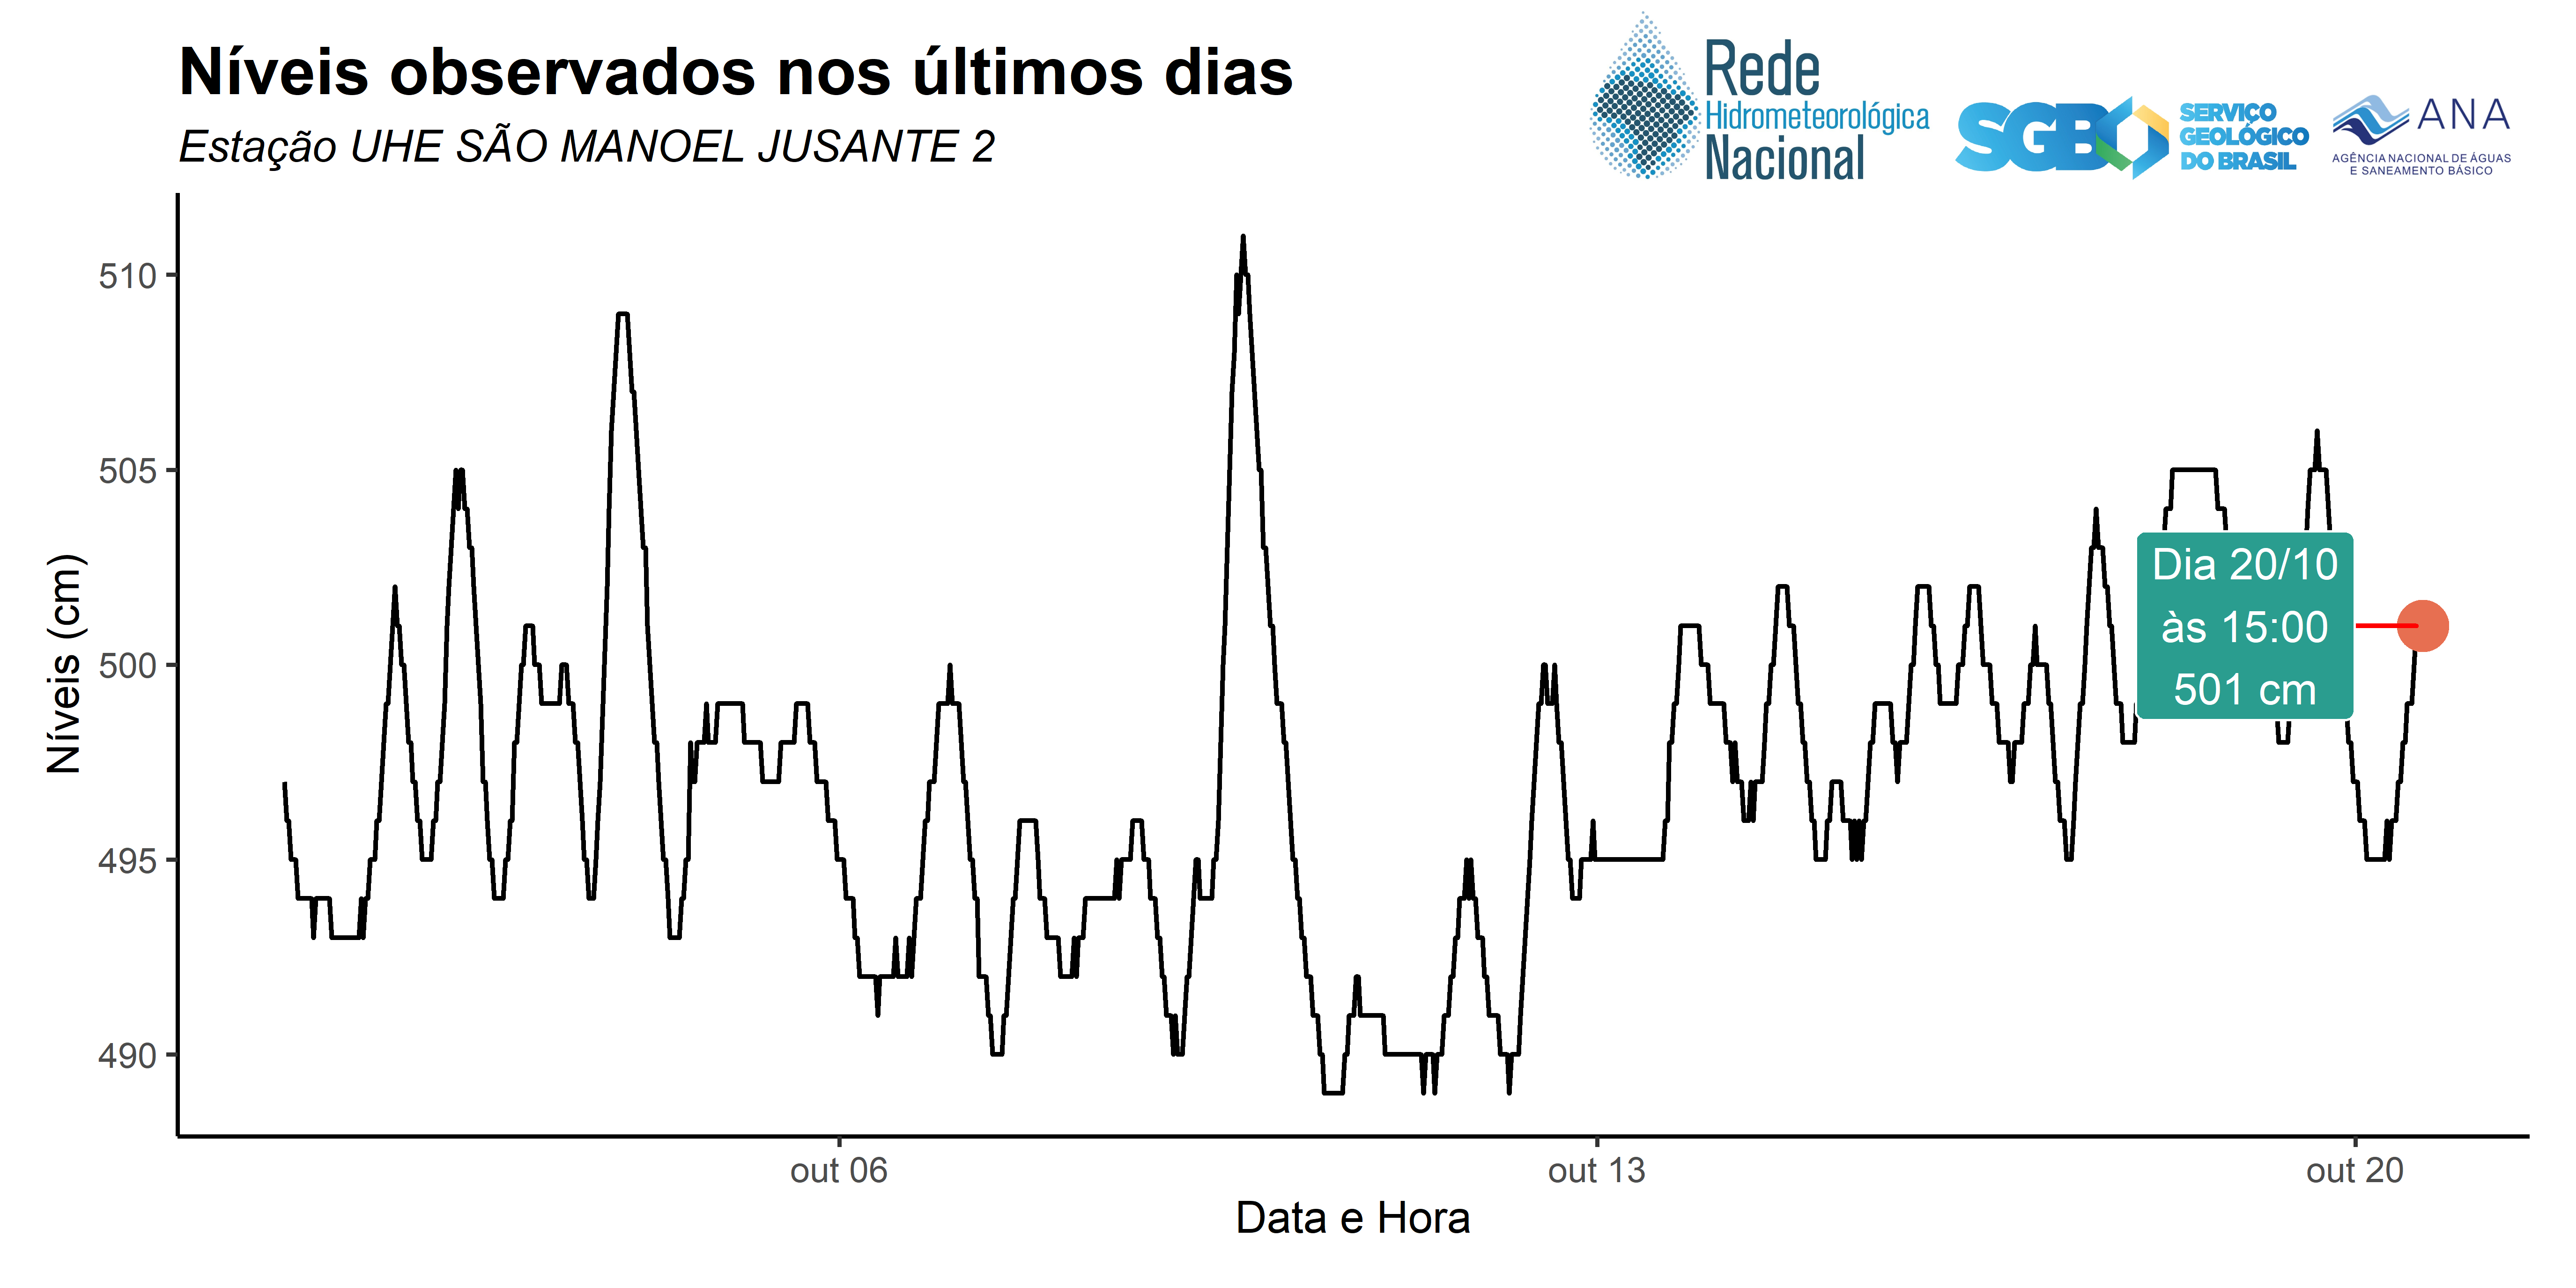 Níveis observados nos últimos dias
Estação UHE SÃO MANOEL JUSANTE 2
Rede
Hidrometeorológica
Nacional
SGB
SERVIÇO
GEOLÓGICO
DO BRASIL
ANA
AGÊNCIA NACIONAL DE ÁGUAS
E SANEAMENTO BÁSICO
Níveis (cm)
510
505
500
495
490
Dia 20/10
às 15:00
501 cm
out 06
out 13
out 20
Data e Hora